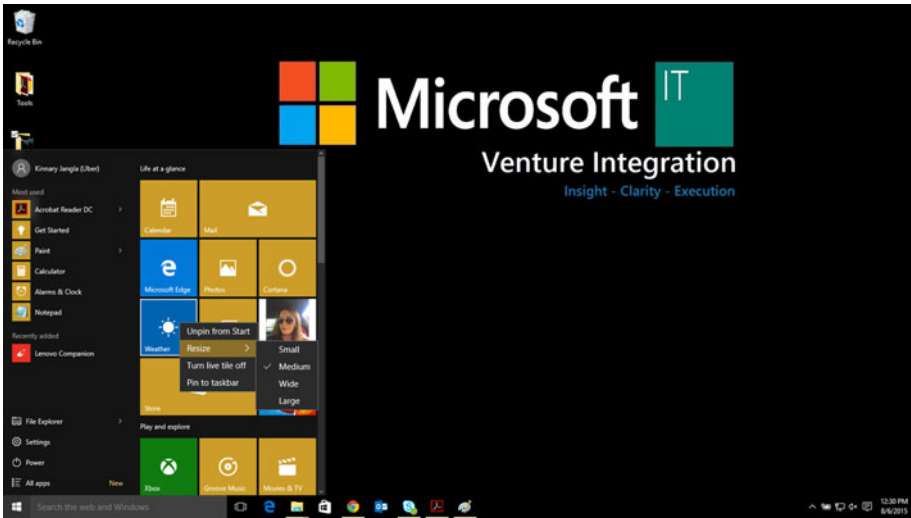 Recycle Bin
Tools
Microsoft IT
Venture Integration
Insight - Clarity - Execution
Kinnary Jangla (Uber)
Most used
Acrobat Reader DC
Get Started
Paint
Calculator
Alarms & Clock
Notepad
Recently added
Lenovo Companion
File Explorer
Settings
Power
All apps New
Life at a glance
Calendar Mail
Microsoft Edge Photos Cortana
Weather
Unpin from Start
Resize
Turn live tile off
Pin to taskbar
Small
Medium
Wide
Large
Store
Play and explore
Xbox Groove Music Movies & TV
Search the web and Windows
12:30 PM
8/6/2015